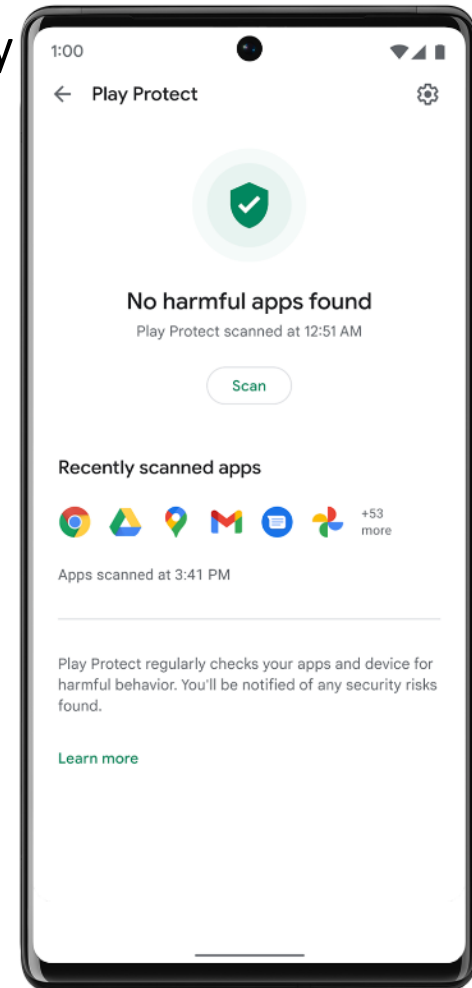 y
1:00
Play Protect
No harmful apps found
Play Protect scanned at 12:51 AM
Scan
Recently scanned apps
+53
more
Apps scanned at 3:41 PM
Play Protect regularly checks your apps and device for
harmful behavior. You'll be notified of any security risks
found.
Learn more